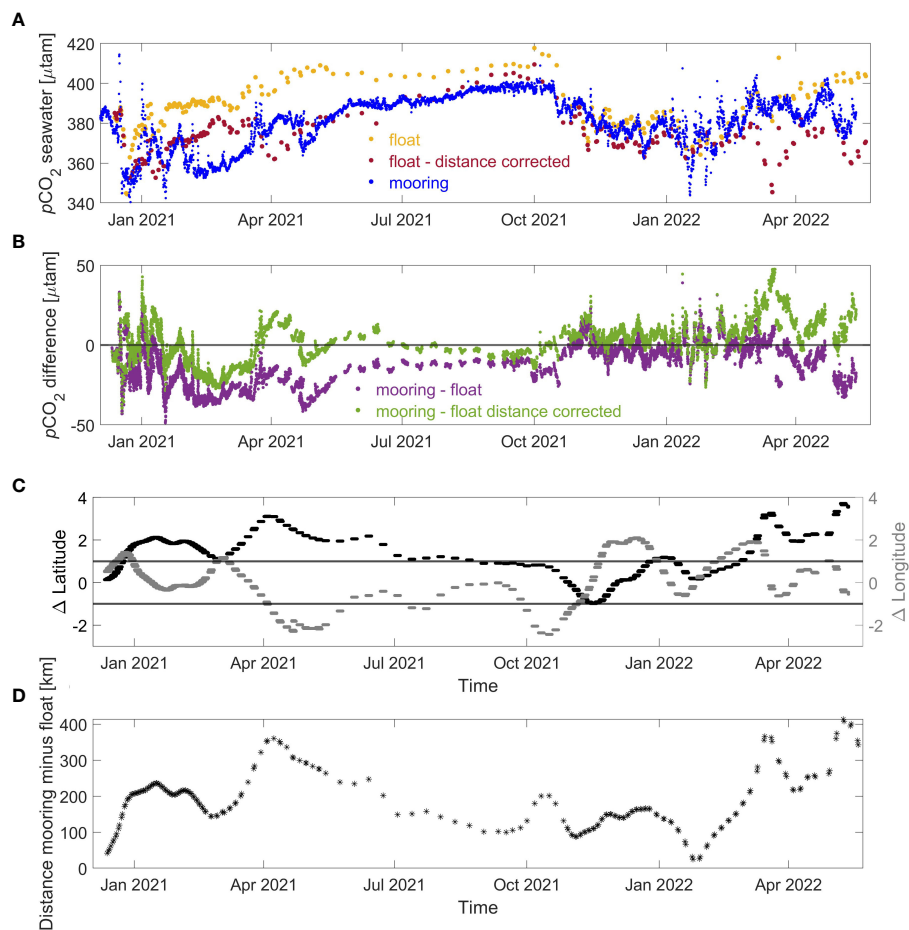 A
pCO2 seawater [μtam]
420
400
380
360
340
float
float - distance corrected
mooring
Jan 2021 Apr 2021 Jul 2021 Oct 2021 Jan 2022 Apr 2022
B
pCO2 difference [μtam]
50
0
-50
mooring - float
mooring - float distance corrected
Jan 2021 Apr 2021 Jul 2021 Oct 2021 Jan 2022 Apr 2022
C
Δ Latitude
4
2
0
-2
4
2
0
-2
Δ Longitude
Jan 2021 Apr 2021 Jul 2021 Oct 2021 Jan 2022 Apr 2022
Time
D
Distance mooring minus float [km]
400
300
200
100
0
Jan 2021 Apr 2021 Jul 2021 Oct 2021 Jan 2022 Apr 2022
Time